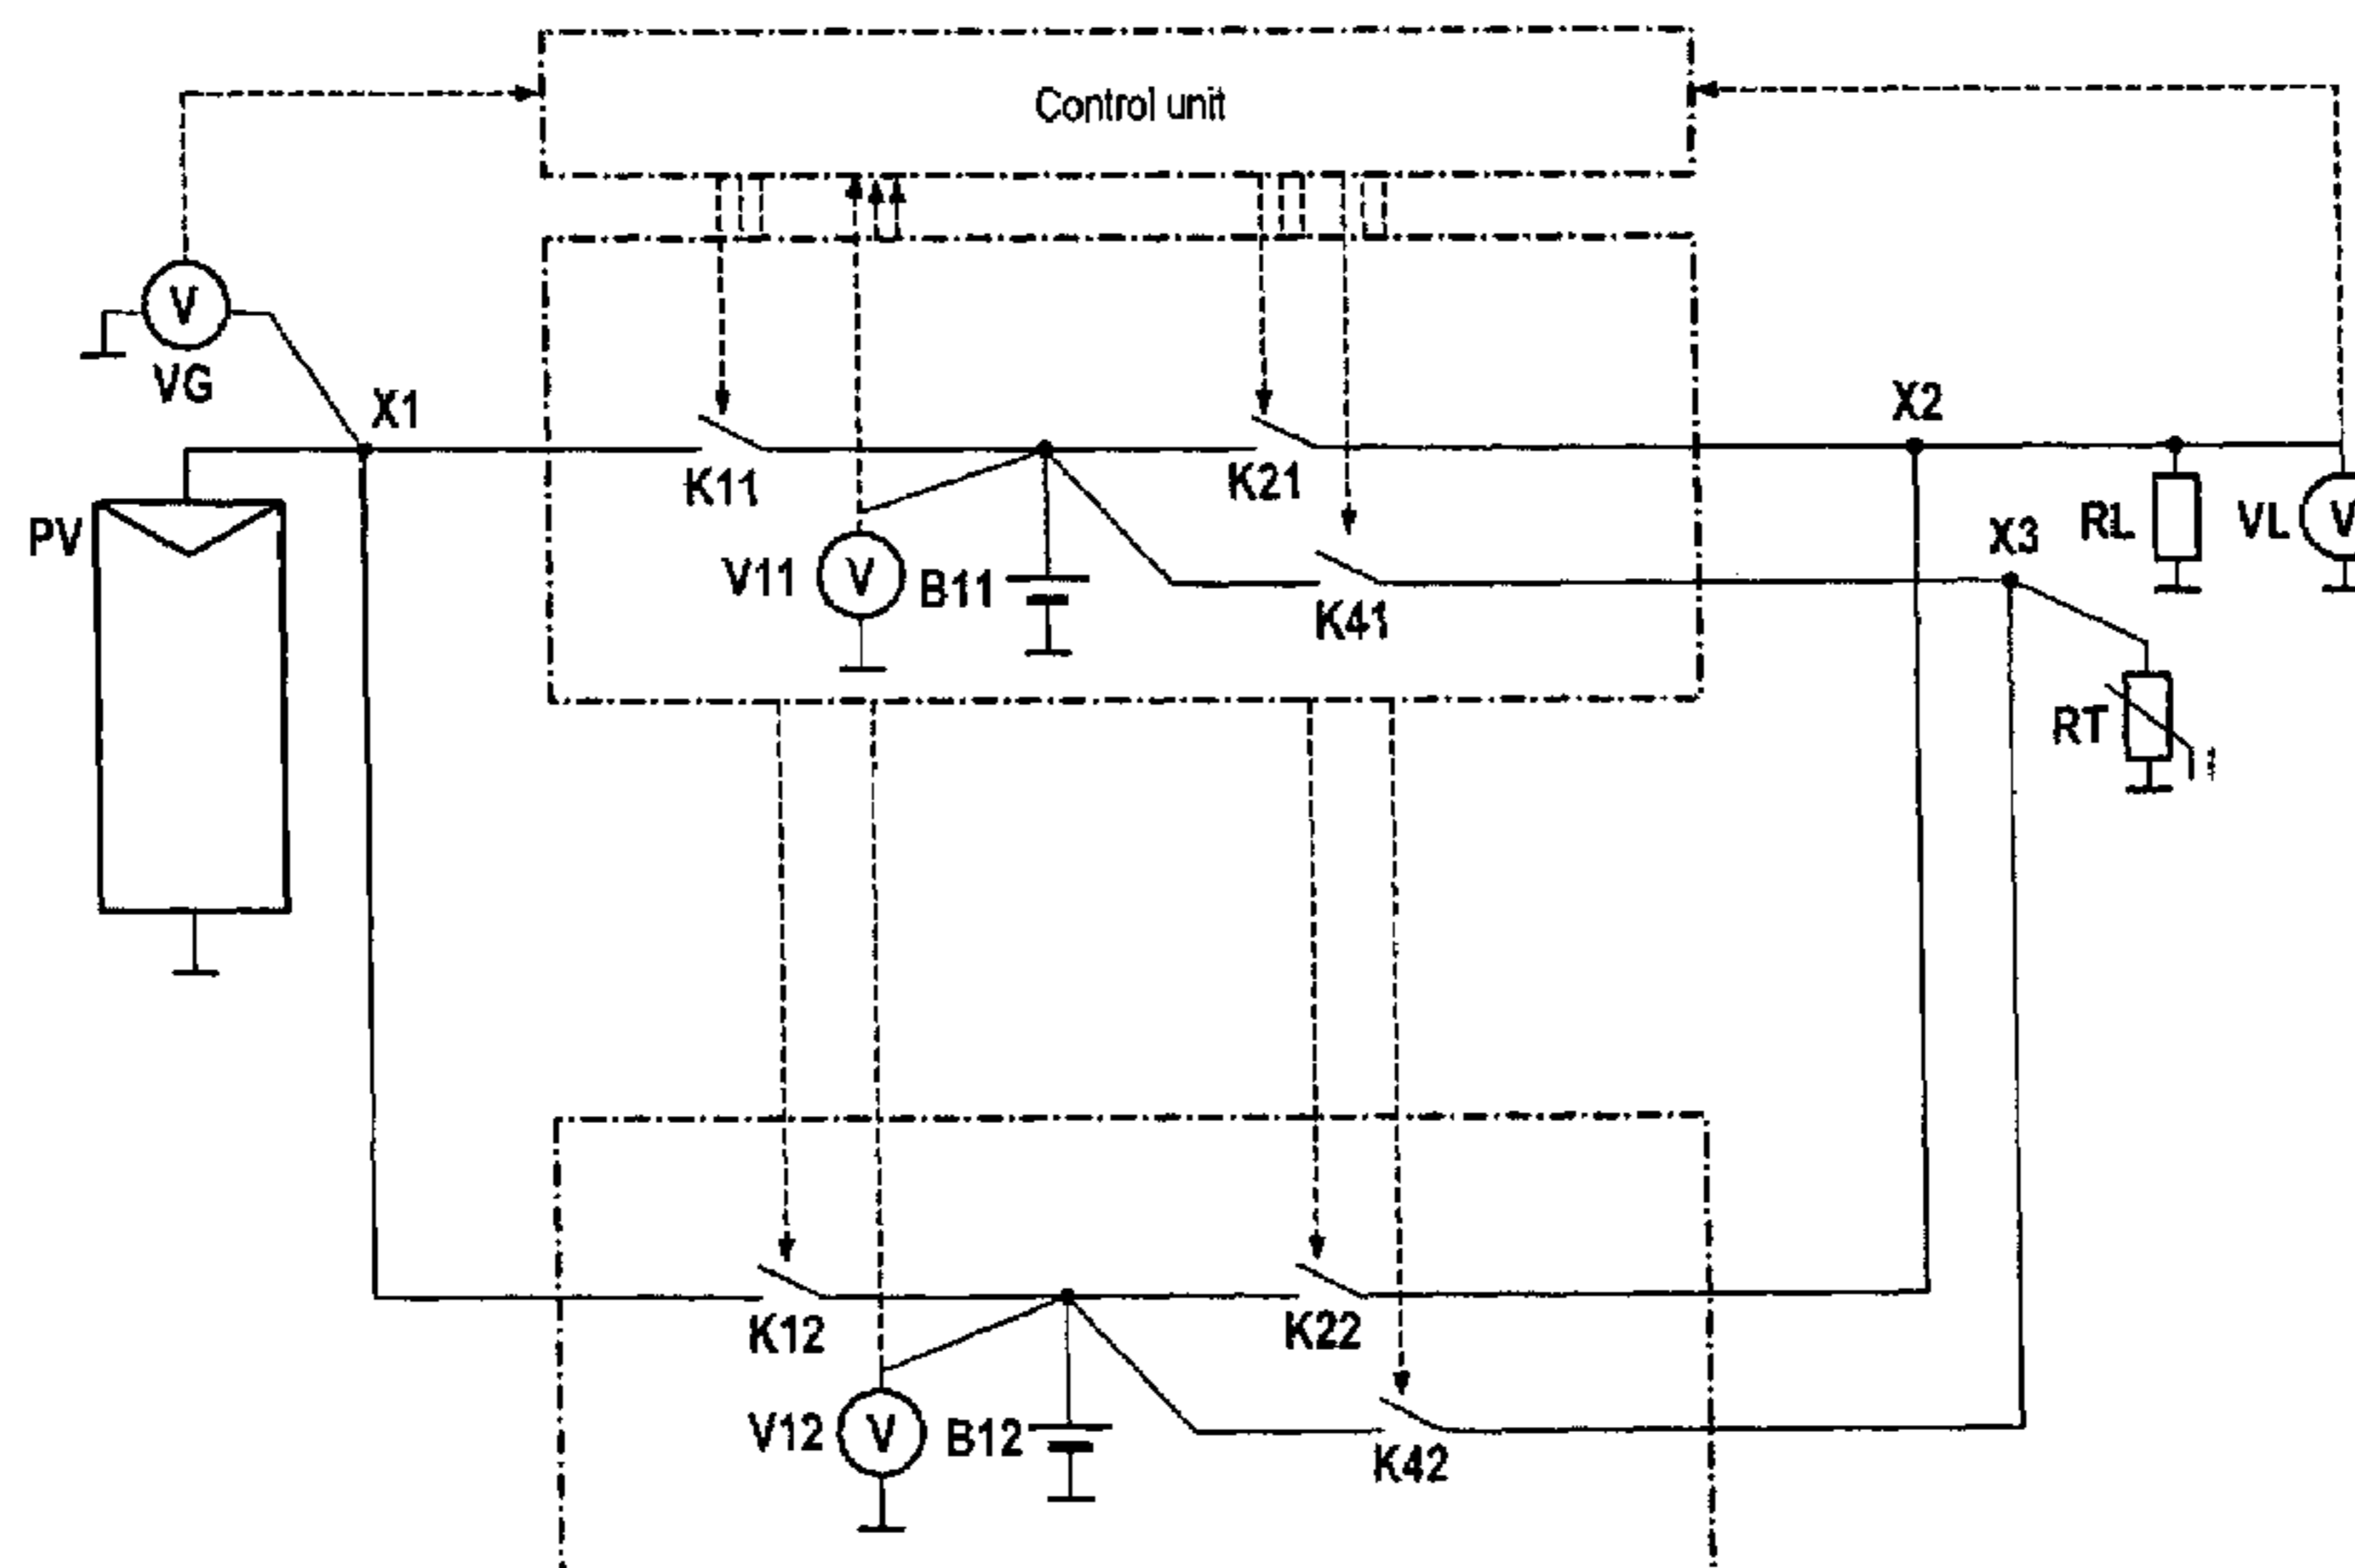 Control unit
V
VG
X1
X2
K11
K21
PV
X3
RL
VL
V
V11
V
B11
K41
RT
K12
K22
V12
V
B12
K42